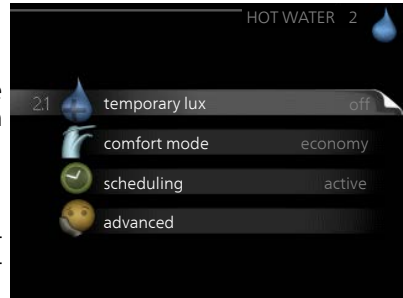 HOT WATER 2
2.1 temporary lux off
comfort mode economy
scheduling active
advanced